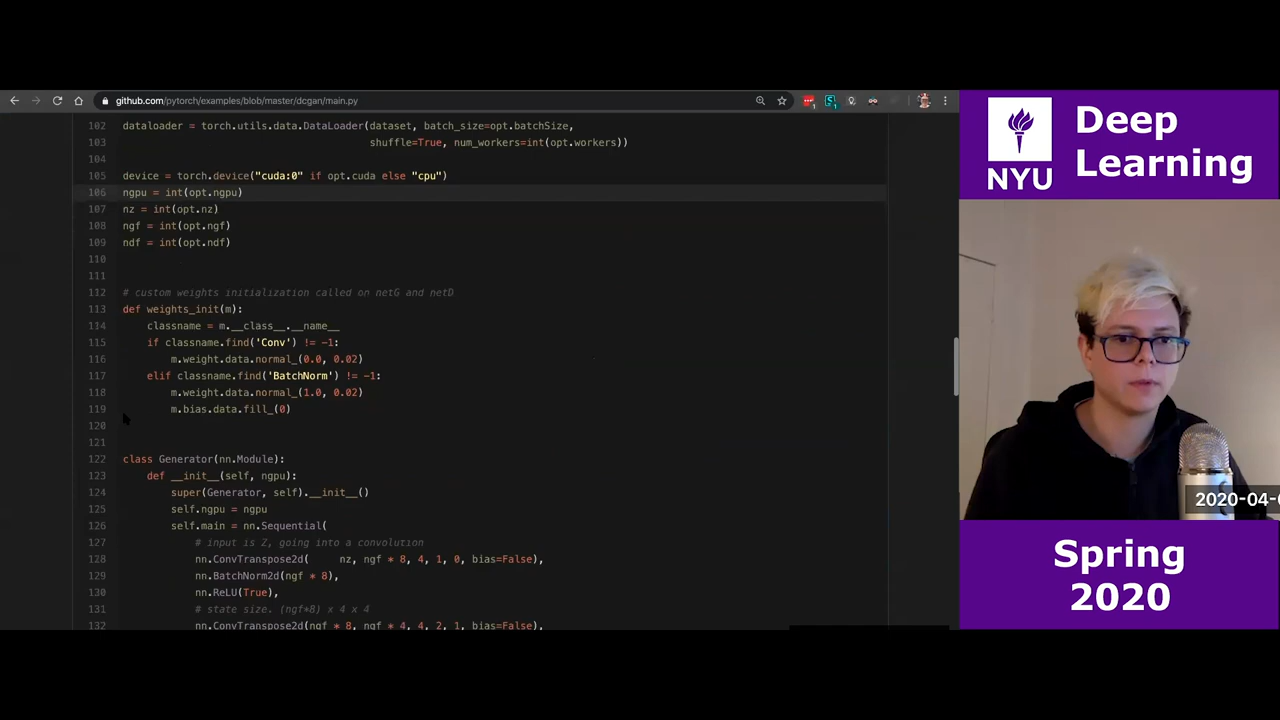 github.com/pytorch/examples/blob/master/dcgan/main.py
102 dataloader = torch.utils.data.DataLoader(dataset, batch_size=opt.batchSize,
103 shuffle=True, num_workers=int(opt.workers))
104
105 device = torch.device("cuda:0" if opt.cuda else "cpu")
106 ngpu = int(opt.ngpu)
107 nz = int(opt.nz)
108 ngf = int(opt.ngf)
109 ndf = int(opt.ndf)
110
111
112 # custom weights initialization called on netG and netD
113 def weights_init(m):
114 classname = m.__class__.__name__
115 if classname.find('Conv') != -1:
116 m.weight.data.normal_(0.0, 0.02)
117 elif classname.find('BatchNorm') != -1:
118 m.weight.data.normal_(1.0, 0.02)
119 m.bias.data.fill_(0)
120
121
122 class Generator(nn.Module):
123 def __init__(self, ngpu):
124 super(Generator, self).__init__()
125 self.ngpu = ngpu
126 self.main = nn.Sequential(
127 # input is Z, going into a convolution
128 nn.ConvTranspose2d( nz, ngf * 8, 4, 1, 0, bias=False),
129 nn.BatchNorm2d(ngf * 8),
130 nn.ReLU(True),
131 # state size. (ngf*8) x 4 x 4
132 nn.ConvTranspose2d(ngf * 8, ngf * 4, 4, 2, 1, bias=False),
NYU
Deep
Learning
2020-04-
Spring
2020